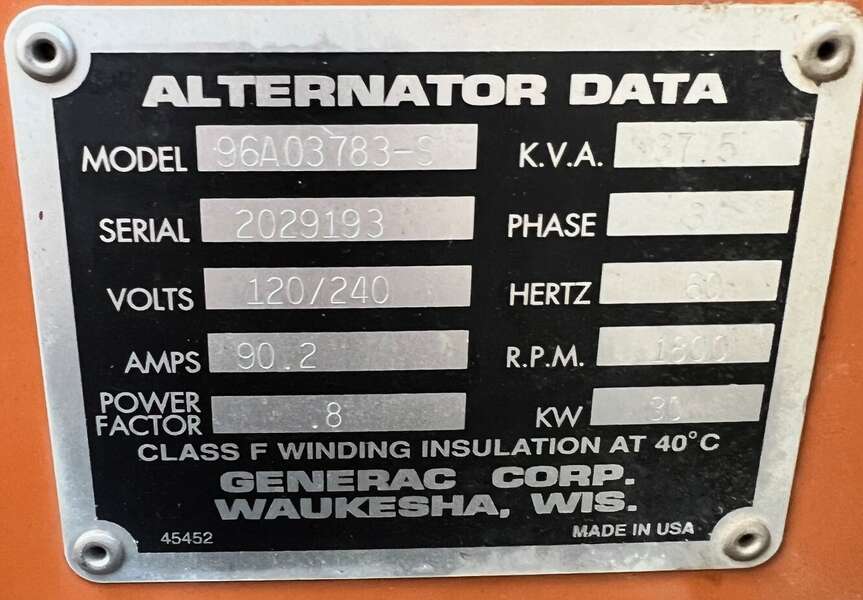 ALTERNATOR DATA
MODEL 96A03783-S K.V.A. 37.5
SERIAL 2029193 PHASE 3
VOLTS 120/240 HERTZ 60
AMPS 90.2 R.P.M. 1800
POWER FACTOR .8 KW 30
CLASS F WINDING INSULATION AT 40°C
GENERAC CORP.
WAUKESHA, WIS.
45452 MADE IN USA